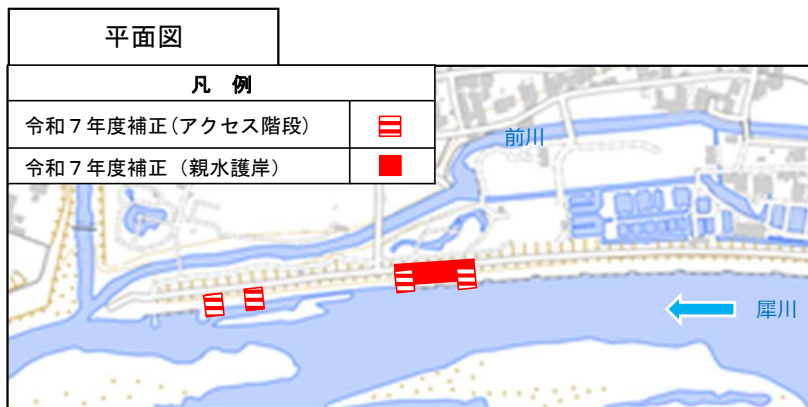 平面図
凡 例
令和７年度補正(アクセス階段)
令和７年度補正（親水護岸）
前川
犀川